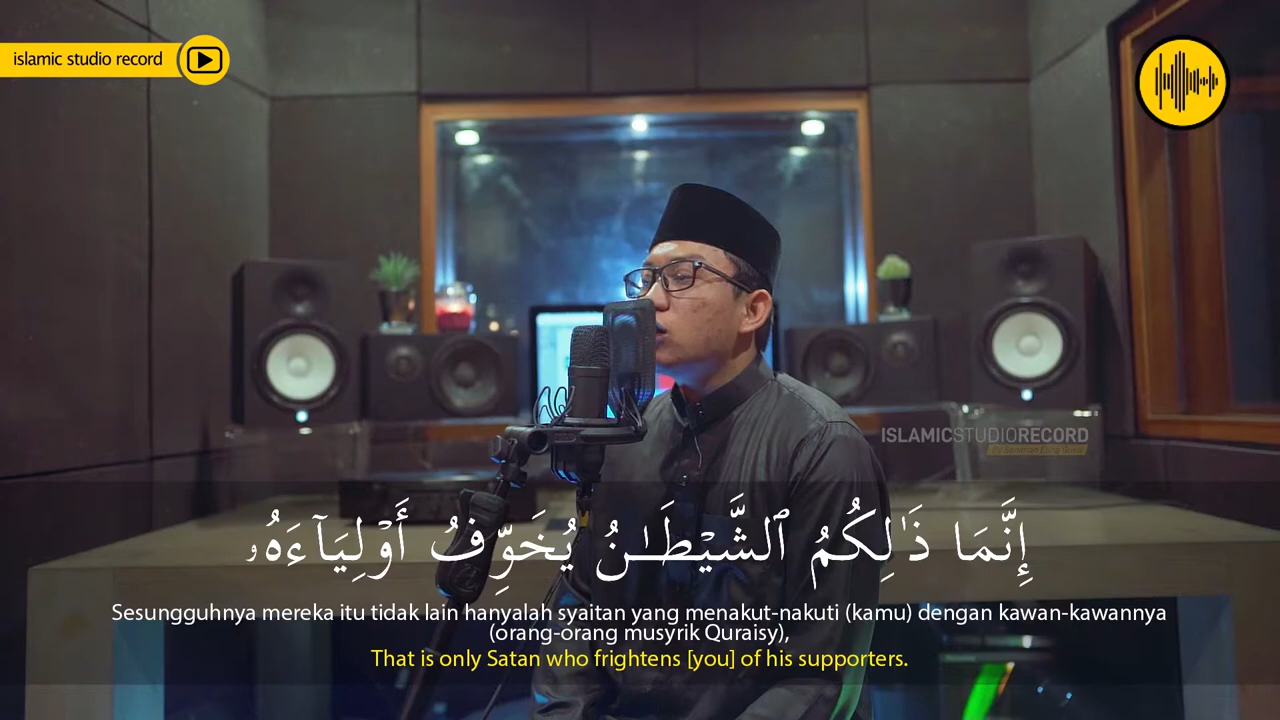 islamic studio record
ISLAMICSTUDIORECORD
إِنَّمَا ذَٰلِكُمُ ٱلشَّيْطَـٰنُ يُخَوِّفُ أَوْلِيَآءَهُۥ
Sesungguhnya mereka itu tidak lain hanyalah syaitan yang menakut-nakuti (kamu) dengan kawan-kawannya
(orang-orang musyrik Quraisy),
That is only Satan who frightens [you] of his supporters.